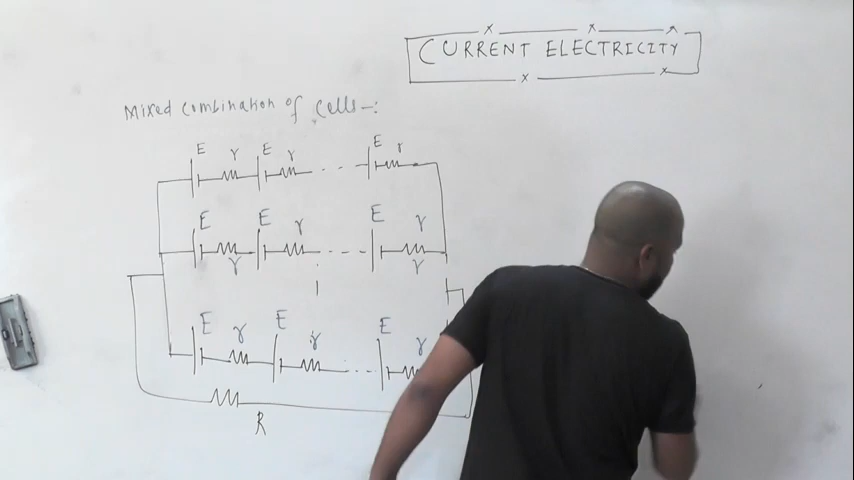 CURRENT ELECTRICITY
Mixed Combination of Cells -:
E r E r E r
E r E r E r
r r
E r E r E r
R